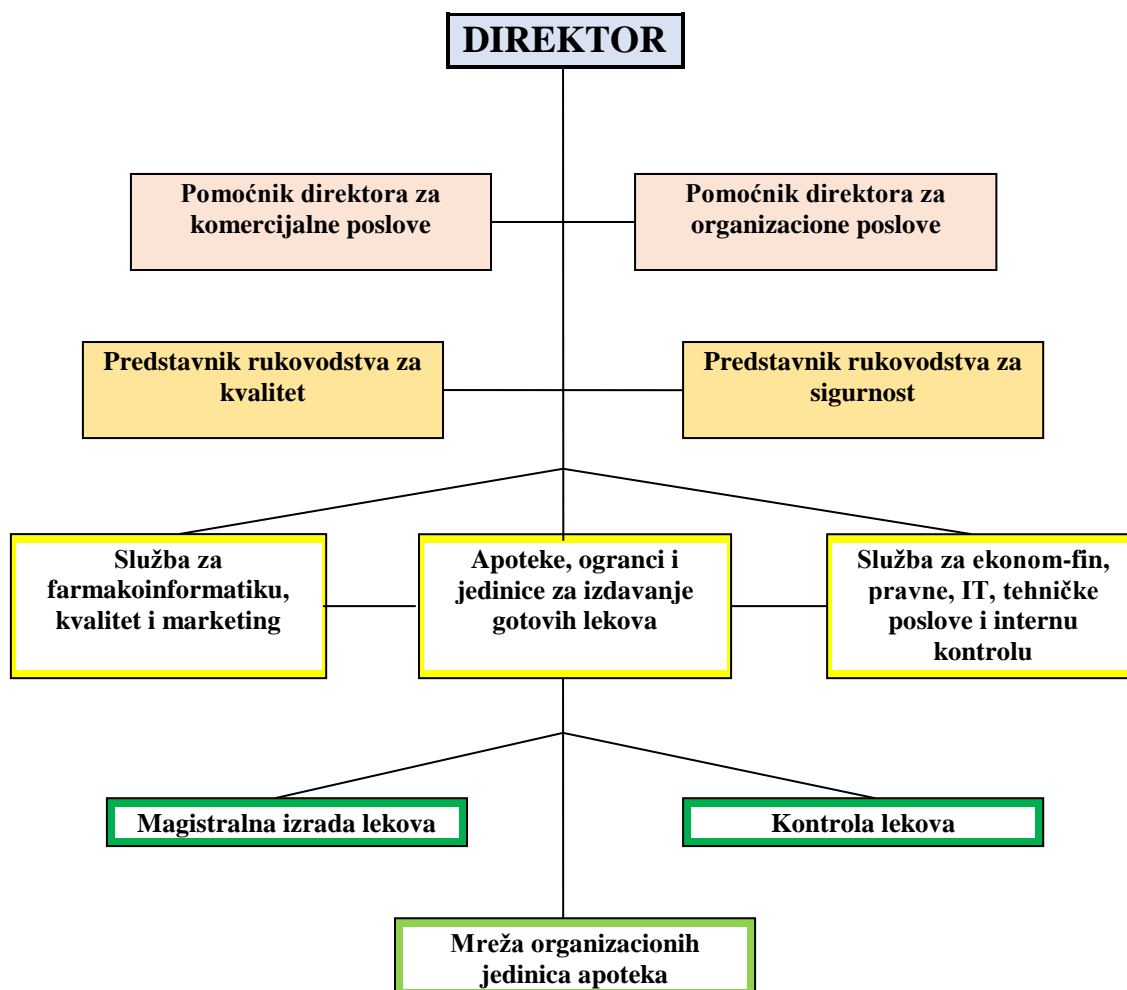 DIREKTOR
Pomoćnik direktora za
komercijalne poslove
Pomoćnik direktora za
organizacione poslove
Predstavnik rukovodstva za
kvalitet
Predstavnik rukovodstva za
sigurnost
Služba za
farmakoinformatiku,
kvalitet i marketing
Apoteke, ogranci i
jedinice za izdavanje
gotovih lekova
Služba za ekonom-fin,
pravne, IT, tehničke
poslove i internu
kontrolu
Magistralna izrada lekova
Kontrola lekova
Mreža organizacionih
jedinica apoteka